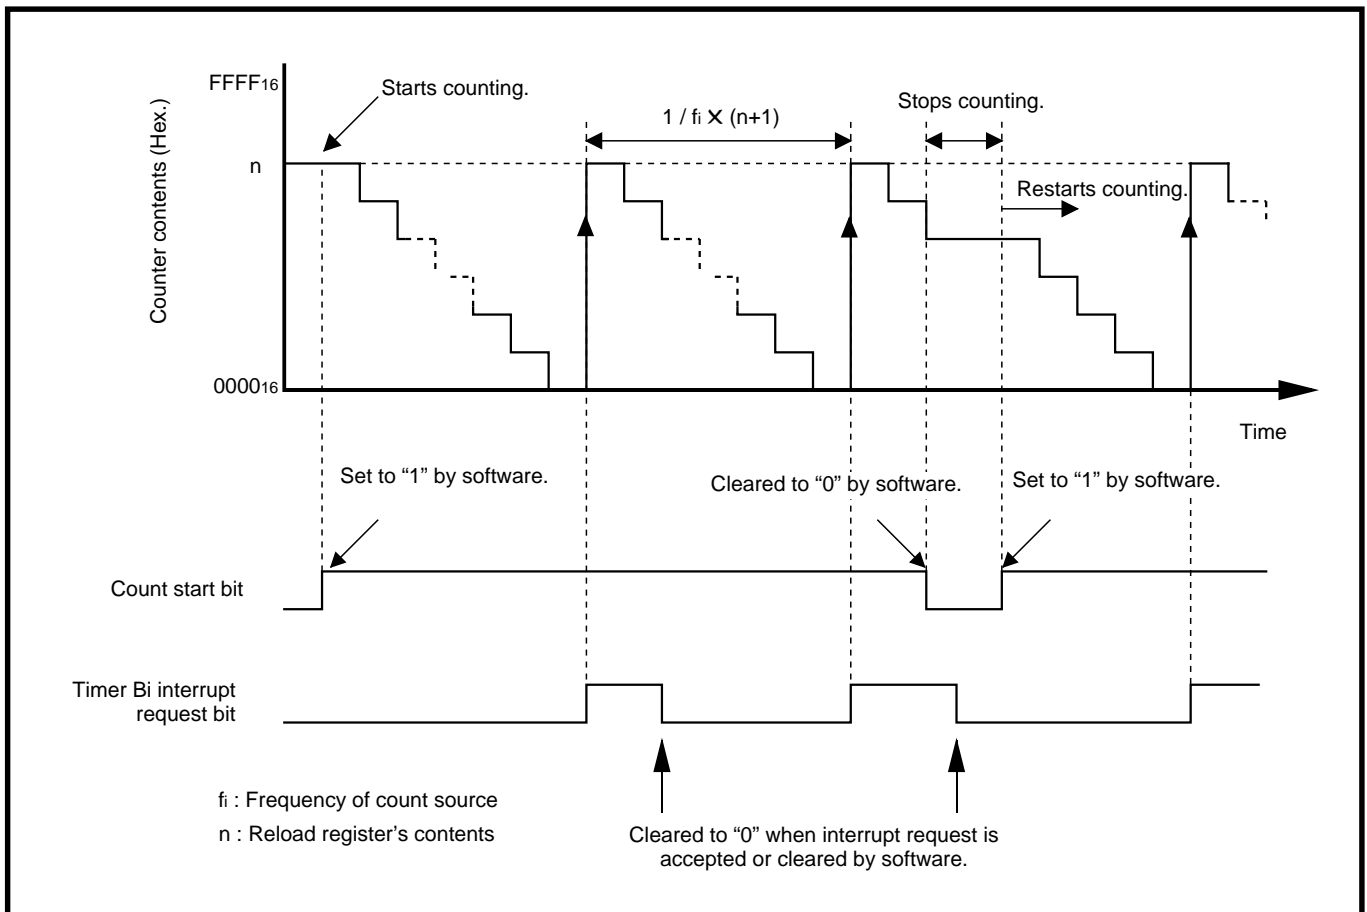 FFFF16
Starts counting.
1 / fi X (n+1)
Stops counting.
Counter contents (Hex.)
n
Restarts counting.
000016
Time
Set to “1” by software.
Cleared to “0” by software.
Set to “1” by software.
Count start bit
Timer Bi interrupt
request bit
fi : Frequency of count source
n : Reload register’s contents
Cleared to “0” when interrupt request is
accepted or cleared by software.